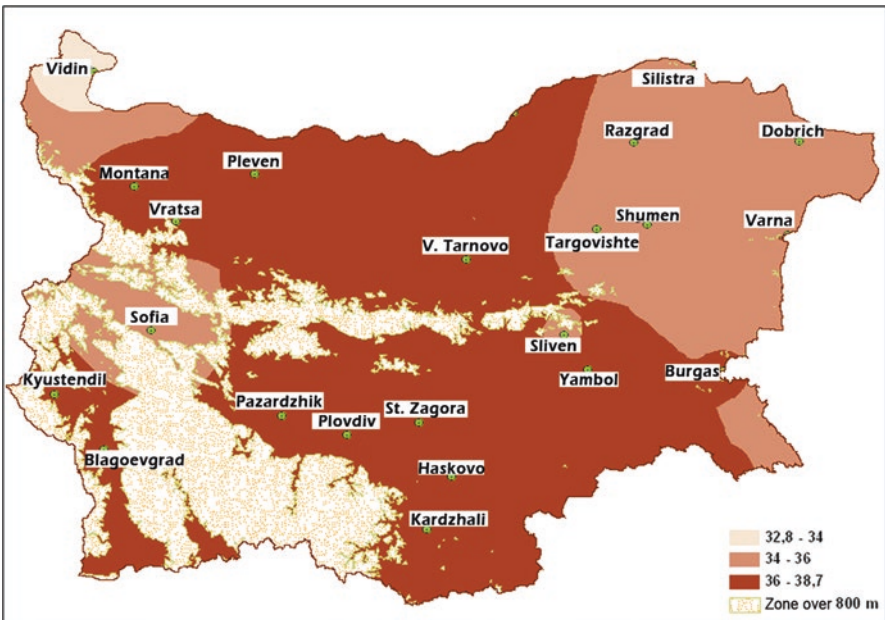 Vidin
Silistra
Razgrad
Dobrich
Pleven
Montana
Vratsa
Shumen
Varna
Targovishte
V. Tarnovo
Sofia
Sliven
Kyustendil
Yambol
Burgas
Pazardzhik
St. Zagora
Plovdiv
Blagoevgrad
Haskovo
Kardzhali
32,8 - 34
34 - 36
36 - 38,7
Zone over 800 m